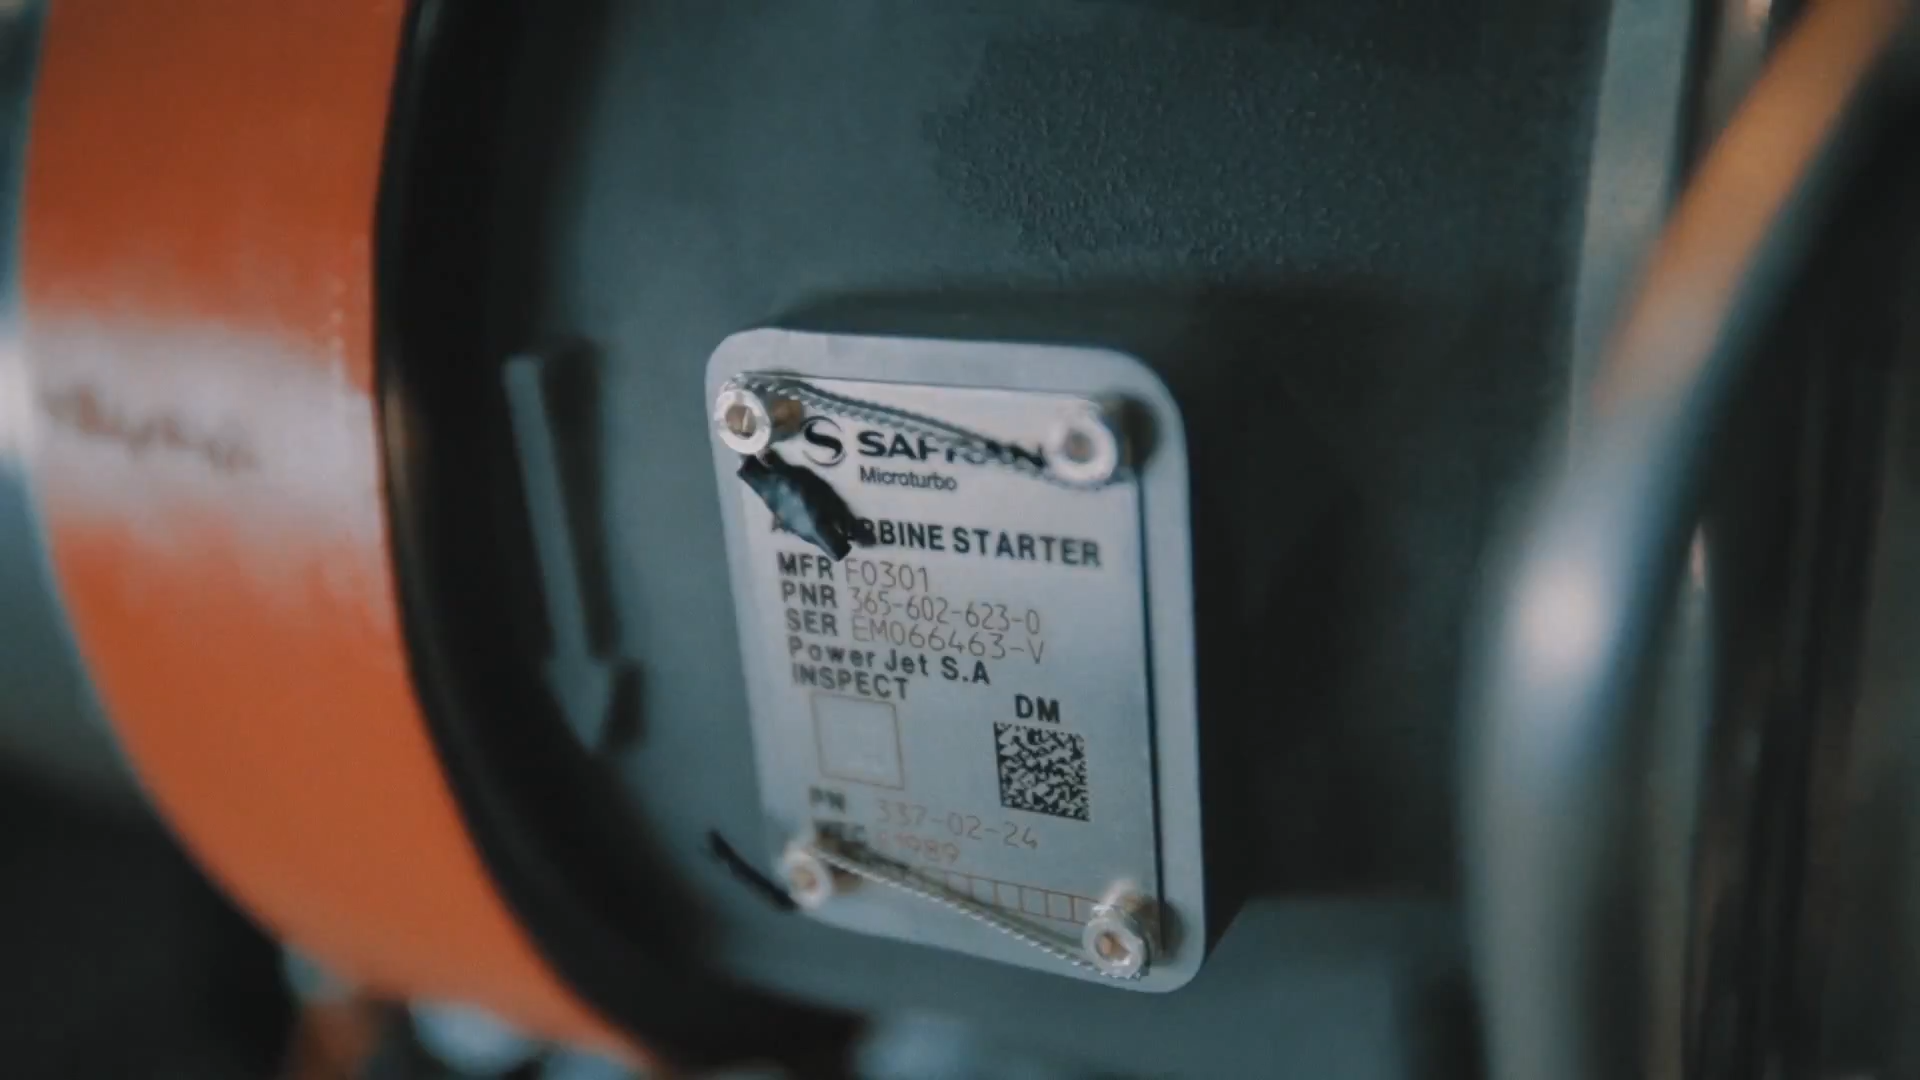 SAFRAN
Microturbo
STARTER
MFR F0301
PNR 365-602-623-0
SER EM066463-V
Power Jet S.A
INSPECT
DM
PN 337-02-24